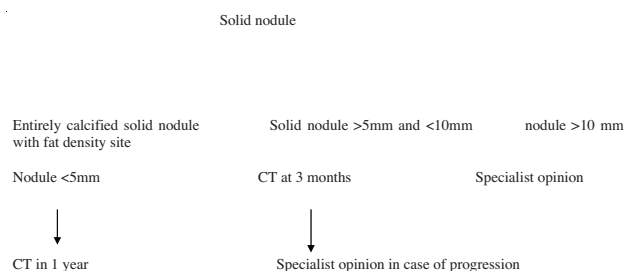 Solid nodule
Entirely calcified solid nodule
with fat density site
Solid nodule >5mm and <10mm
nodule >10 mm
Nodule <5mm
CT at 3 months
Specialist opinion
CT in 1 year
Specialist opinion in case of progression